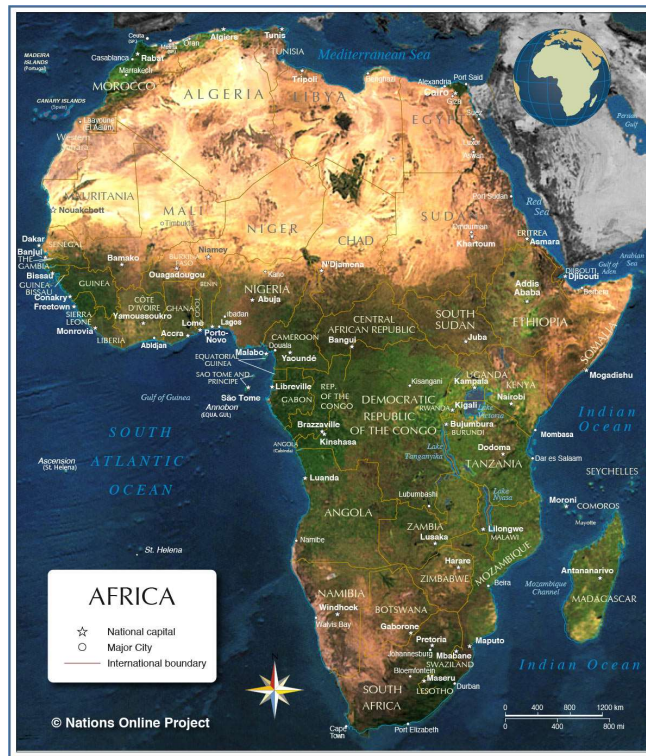 MADEIRA
ISLANDS
(Portugal)
Ceuta
(SP.)
Oran
Algiers
Tunis
TUNISIA
Mediterranean Sea
Casablanca
Rabat
Marrakech
MOROCCO
Tripoli
Benghazi
Alexandria
Port Said
Cairo
Giza
Suez
CANARY ISLANDS
(Spain)
ALGERIA
LIBYA
EGYPT
Persian
Gulf
Laayoune
(El Aaiun)
Western
Sahara
Luxor
Aswan
MAURITANIA
Nouakchott
MALI
Timbuktu
NIGER
CHAD
SUDAN
Port Sudan
Red
Sea
Omdurman
Khartoum
ERITREA
Asmara
Dakar
SENEGAL
Banjul
THE
GAMBIA
Bissau
GUINEA-
BISSAU
Bamako
Niamey
BURKINA
FASO
Ouagadougou
Kano
N'Djamena
DJIBOUTI
Djibouti
Gulf of
Aden
Arabian
Sea
Berbera
GUINEA
BENIN
NIGERIA
Abuja
Addis
Ababa
ETHIOPIA
Conakry
Freetown
SIERRA
LEONE
CÔTE
D'IVOIRE
Yamoussoukro
GHANA
TOGO
Lomé
Ibadan
Lagos
CENTRAL
AFRICAN REPUBLIC
SOUTH
SUDAN
SOMALIA
Monrovia
LIBERIA
Abidjan
Accra
Porto-
Novo
CAMEROON
Douala
Malabo
Yaoundé
Bangui
Juba
EQUATORIAL
GUINEA
SAO TOME AND
PRINCIPE
UGANDA
Kampala
KENYA
Mogadishu
Gulf of Guinea
São Tome
Annobon
(EQUA. GUI.)
Libreville
GABON
REP.
OF THE
CONGO
Kisangani
DEMOCRATIC
REPUBLIC
OF THE CONGO
RWANDA
Kigali
Lake
Victoria
Nairobi
Indian
Ocean
Brazzaville
Kinshasa
Bujumbura
BURUNDI
Mombasa
SOUTH
ATLANTIC
OCEAN
ANGOLA
(Cabinda)
Lake
Tanganyika
Dodoma
TANZANIA
Dar es Salaam
Ascension
(St. Helena)
Luanda
SEYCHELLES
Lubumbashi
Lake
Nyasa
Moroni
COMOROS
Mayotte
ANGOLA
ZAMBIA
Lusaka
Lilongwe
MALAWI
St. Helena
Namibe
Harare
ZIMBABWE
MOZAMBIQUE
Antananarivo
MADAGASCAR
Mozambique
Channel
Beira
NAMIBIA
Windhoek
Walvis Bay
BOTSWANA
Gaborone
Pretoria
Johannesburg
Maputo
Mbabane
SWAZILAND
Indian Ocean
Bloemfontein
Maseru
LESOTHO
Durban
SOUTH
AFRICA
Cape
Town
Port Elizabeth
AFRICA
National capital
Major City
International boundary
© Nations Online Project
0 400 800 1200 km
0 400 800 mi